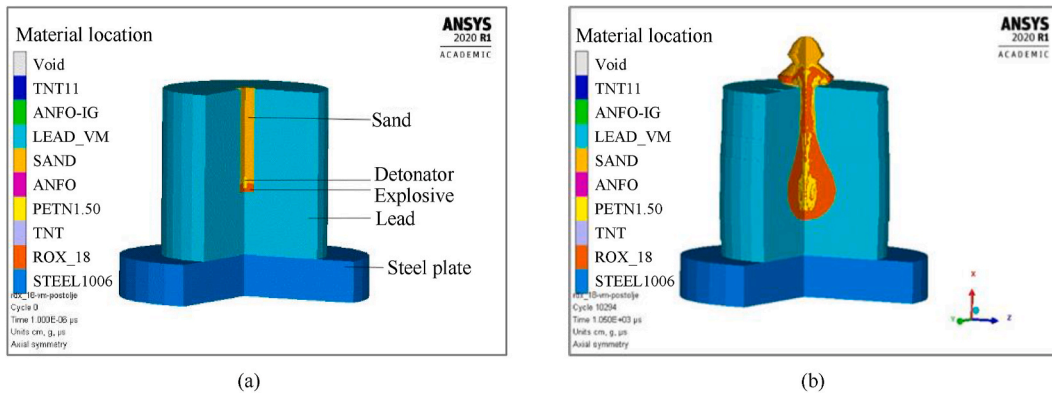 ANSYS
2020 R1
ACADEMIC
Material location
Void
TNT11
ANFO-IG
LEAD_VM
SAND
ANFO
PETN1.50
TNT
ROX_18
STEEL1006
Sand
Detonator
Explosive
Lead
Steel plate
Cycle 0
Time 1.000E-06 µs
Units cm, g, µs
Axial symmetry
(a)
ANSYS
2020 R1
ACADEMIC
Material location
Void
TNT11
ANFO-IG
LEAD_VM
SAND
ANFO
PETN1.50
TNT
ROX_18
STEEL1006
Cycle 10294
Time 1.050E+03 µs
Units cm, g, µs
Axial symmetry
X
Y
Z
(b)